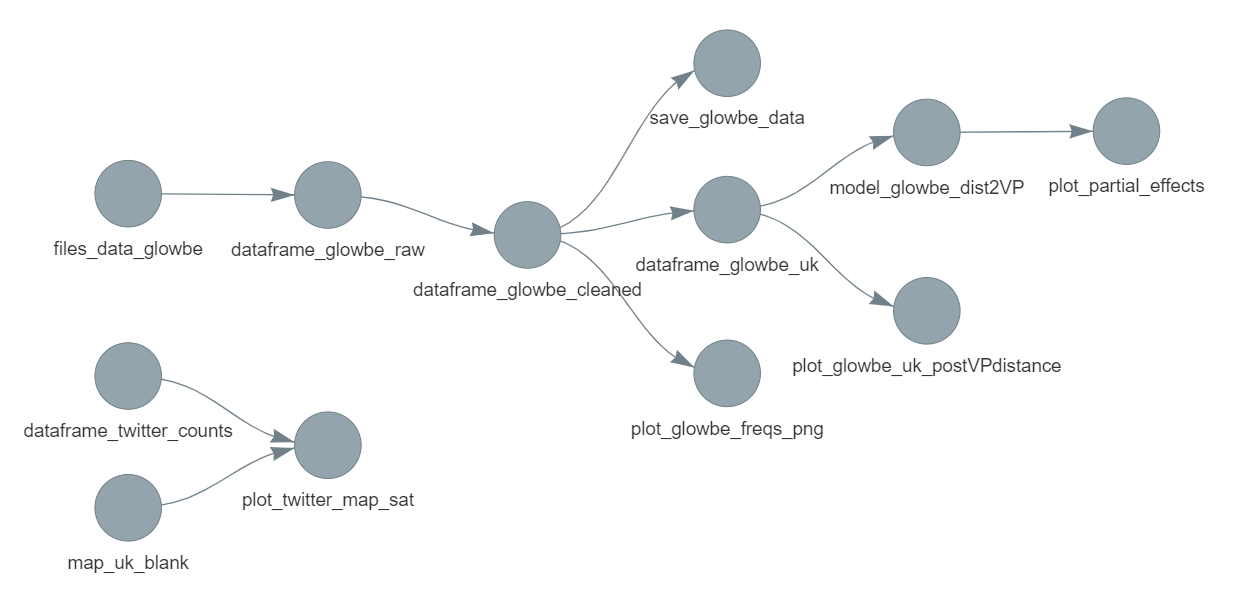 save_glowbe_data
model_glowbe_dist2VP
plot_partial_effects
files_data_glowbe
dataframe_glowbe_raw
dataframe_glowbe_uk
dataframe_glowbe_cleaned
plot_glowbe_uk_postVPdistance
dataframe_twitter_counts
plot_glowbe_freqs_png
plot_twitter_map_sat
map_uk_blank